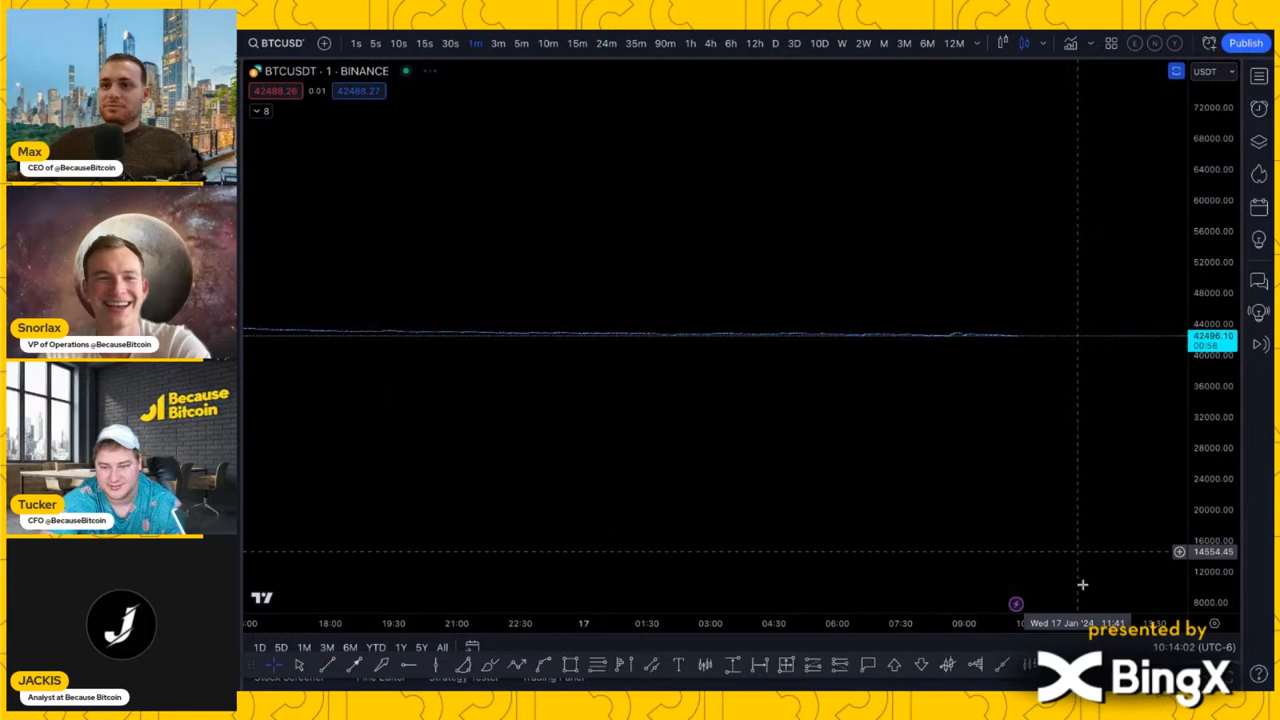 Max
CEO of @BecauseBitcoin
Snorlax
VP of Operations @BecauseBitcoin
Because
Bitcoin
Tucker
CFO @BecauseBitcoin
JACKIS
Analyst at Because Bitcoin
BTCUSD 1s 5s 10s 15s 30s 1m 3m 5m 10m 15m 24m 35m 90m 1h 4h 6h 12h D 3D 10D W 2W M 3M 6M 12M E N Y Publish
BTCUSDT · 1 · BINANCE
42488.26 0.01 42488.27
8
USDT
72000.00
68000.00
64000.00
60000.00
56000.00
52000.00
48000.00
44000.00
42496.10
00:58
40000.00
36000.00
32000.00
28000.00
24000.00
20000.00
16000.00
14554.45
12000.00
8000.00
18:00 19:30 21:00 22:30 17 01:30 03:00 04:30 06:00 07:30 09:00 Wed 17 Jan '24 11:41
1D 5D 1M 3M 6M YTD 1Y 5Y All 10:14:02 (UTC-6)
presented by
BingX